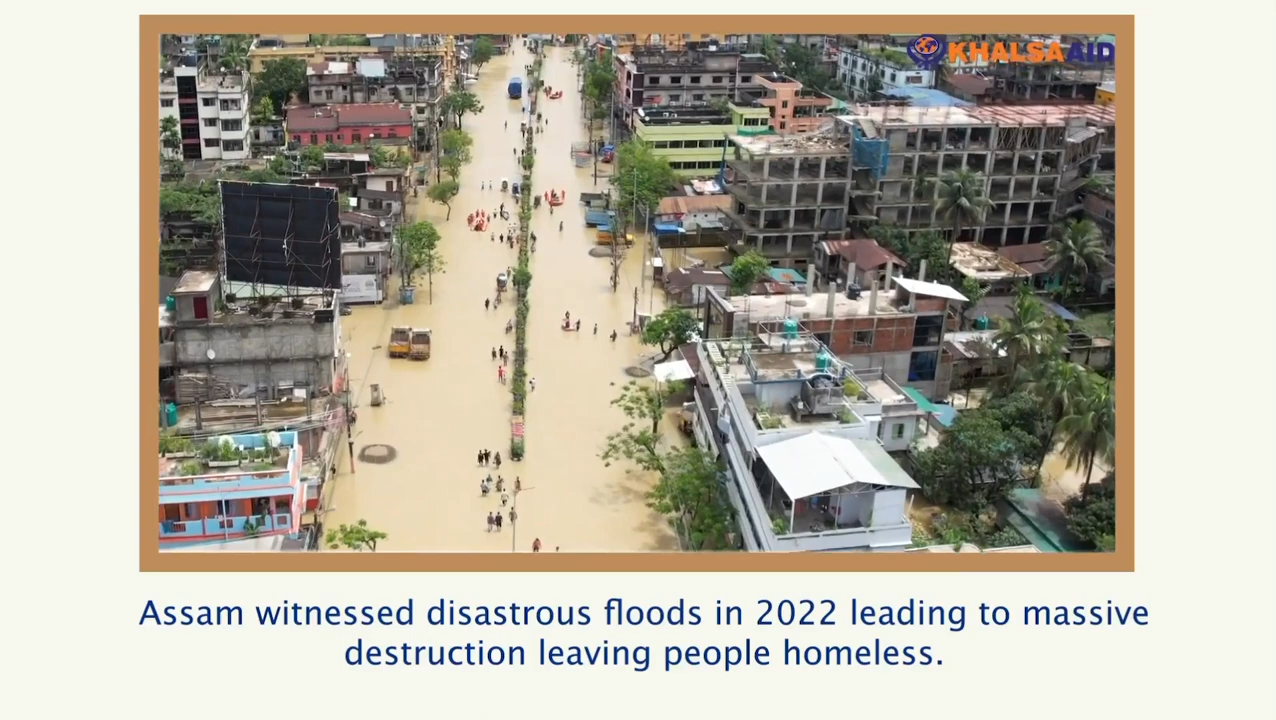 KHALSA AID
Assam witnessed disastrous floods in 2022 leading to massive
destruction leaving people homeless.